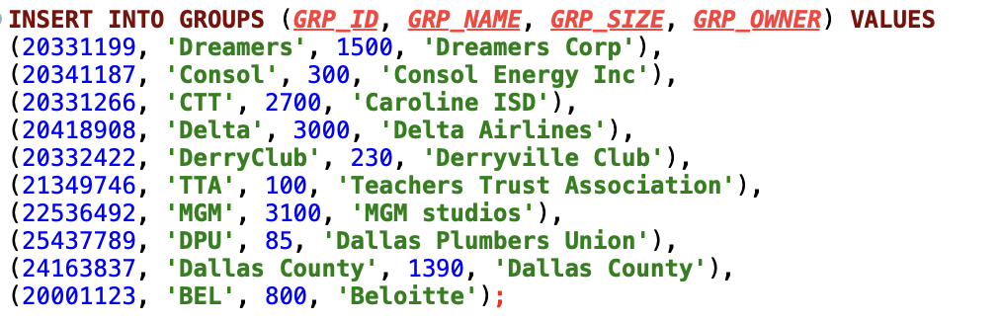 INSERT INTO GROUPS (GRP_ID, GRP_NAME, GRP_SIZE, GRP_OWNER) VALUES
(20331199, 'Dreamers', 1500, 'Dreamers Corp'),
(20341187, 'Consol', 300, 'Consol Energy Inc'),
(20331266, 'CTT', 2700, 'Caroline ISD'),
(20418908, 'Delta', 3000, 'Delta Airlines'),
(20332422, 'DerryClub', 230, 'Derryville Club'),
(21349746, 'TTA', 100, 'Teachers Trust Association'),
(22536492, 'MGM', 3100, 'MGM studios'),
(25437789, 'DPU', 85, 'Dallas Plumbers Union'),
(24163837, 'Dallas County', 1390, 'Dallas County'),
(20001123, 'BEL', 800, 'Beloitte');